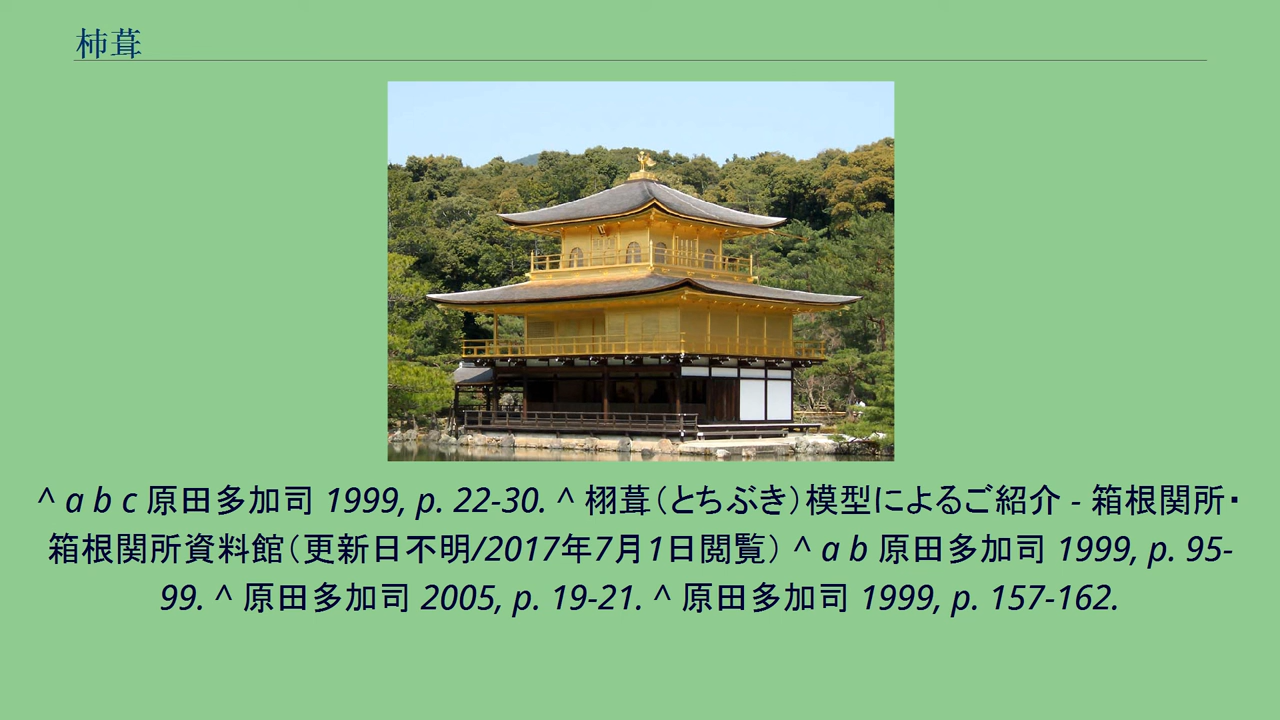 杮葺
^ a b c 原田多加司 1999, p. 22-30. ^ 栩葺（とちぶき）模型によるご紹介 - 箱根関所・
箱根関所資料館（更新日不明/2017年7月1日閲覧） ^ a b 原田多加司 1999, p. 95-
99. ^ 原田多加司 2005, p. 19-21. ^ 原田多加司 1999, p. 157-162.